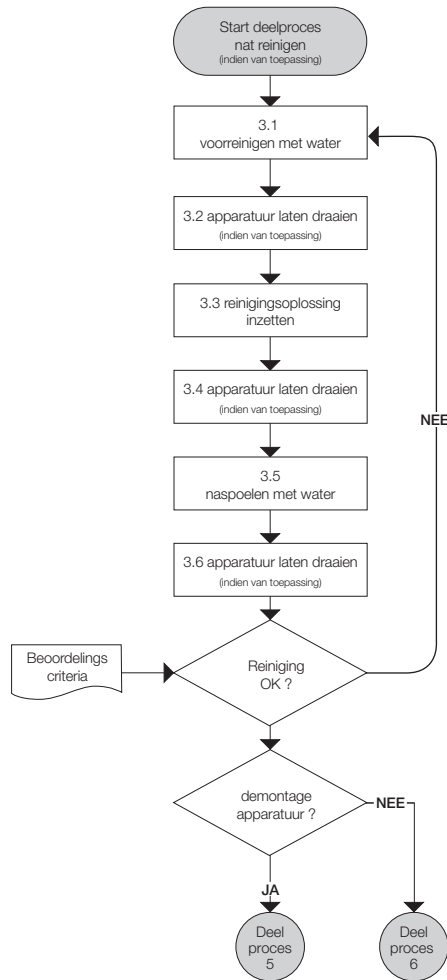 Start deelproces
nat reinigen
(indien van toepassing)
3.1
voorreinigen met water
3.2 apparatuur laten draaien
(indien van toepassing)
3.3 reinigingsoplossing
inzetten
3.4 apparatuur laten draaien
(indien van toepassing)
NEE
3.5
naspoelen met water
3.6 apparatuur laten draaien
(indien van toepassing)
Beoordelings
criteria
Reiniging
OK ?
demontage
apparatuur ?
NEE
JA
Deel
proces
5
Deel
proces
6